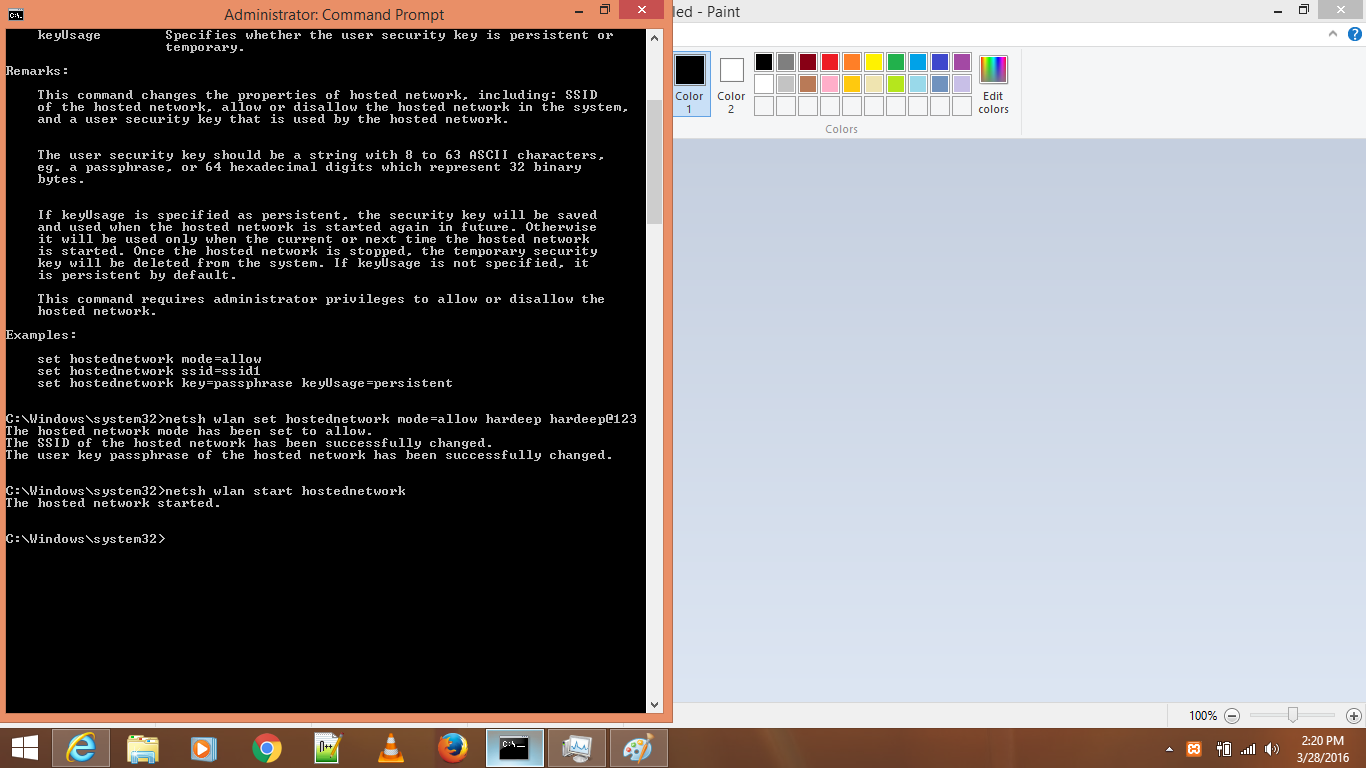 Administrator: Command Prompt
keyUsage        Specifies whether the user security key is persistent or
temporary.
Remarks:
This command changes the properties of hosted network, including: SSID
of the hosted network, allow or disallow the hosted network in the system,
and a user security key that is used by the hosted network.
The user security key should be a string with 8 to 63 ASCII characters,
eg. a passphrase, or 64 hexadecimal digits which represent 32 binary
bytes.
If keyUsage is specified as persistent, the security key will be saved
and used when the hosted network is started again in future. Otherwise
it will be used only when the current or next time the hosted network
is started. Once the hosted network is stopped, the temporary security
key will be deleted from the system. If keyUsage is not specified, it
is persistent by default.
This command requires administrator privileges to allow or disallow the
hosted network.
Examples:
set hostednetwork mode=allow
set hostednetwork ssid=ssid1
set hostednetwork key=passphrase keyUsage=persistent
C:\Windows\system32>netsh wlan set hostednetwork mode=allow hardeep hardeep@123
The hosted network mode has been set to allow.
The SSID of the hosted network has been successfully changed.
The user key passphrase of the hosted network has been successfully changed.
C:\Windows\system32>netsh wlan start hostednetwork
The hosted network started.
C:\Windows\system32>
led - Paint
Color
1
Color
2
Edit
colors
Colors
100%
2:20 PM
3/28/2016